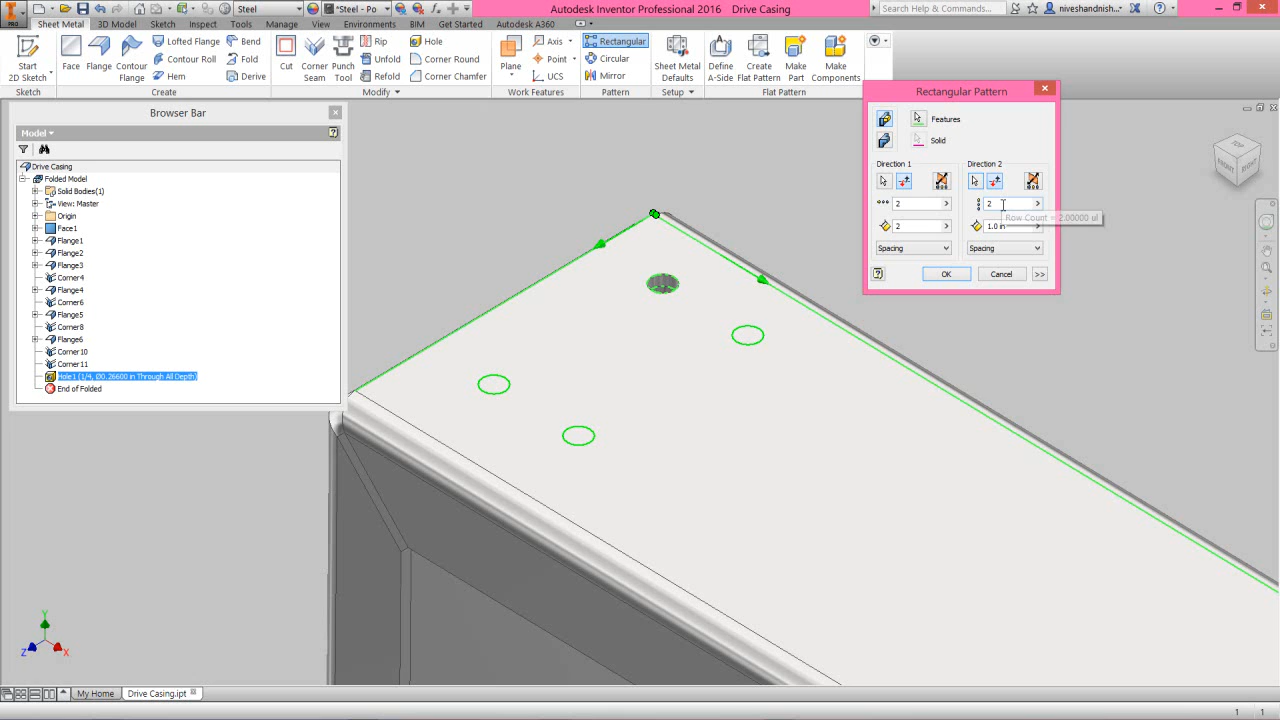 PRO
Steel
*Steel - Po
Autodesk Inventor Professional 2016 Drive Casing
Search Help & Commands...
niveshandnish...
Sheet Metal 3D Model Sketch Inspect Tools Manage View Environments BIM Get Started Autodesk A360
Start
2D Sketch
Face
Flange
Contour
Flange
Lofted Flange
Contour Roll
Hem
Bend
Fold
Derive
Cut
Corner
Seam
Punch
Tool
Rip
Unfold
Refold
Hole
Corner Round
Corner Chamfer
Plane
Axis
Point
UCS
Rectangular
Circular
Mirror
Sheet Metal
Defaults
Define
A-Side
Create
Flat Pattern
Make
Part
Make
Components
Sketch Create Modify Work Features Pattern Setup Flat Pattern
Browser Bar
Model
Drive Casing
Folded Model
Solid Bodies(1)
View: Master
Origin
Face1
Flange1
Flange2
Flange3
Corner4
Flange4
Corner6
Flange5
Corner8
Flange6
Corner10
Corner11
Hole1 (1/4, Ø0.26600 in Through All Depth)
End of Folded
Rectangular Pattern
Features
Solid
Direction 1 Direction 2
2 2
Row Count = 2.00000 ul
2 1.0 in
Spacing Spacing
OK Cancel >>
TOP
FRONT RIGHT
Y
Z X
My Home Drive Casing.ipt
1 1